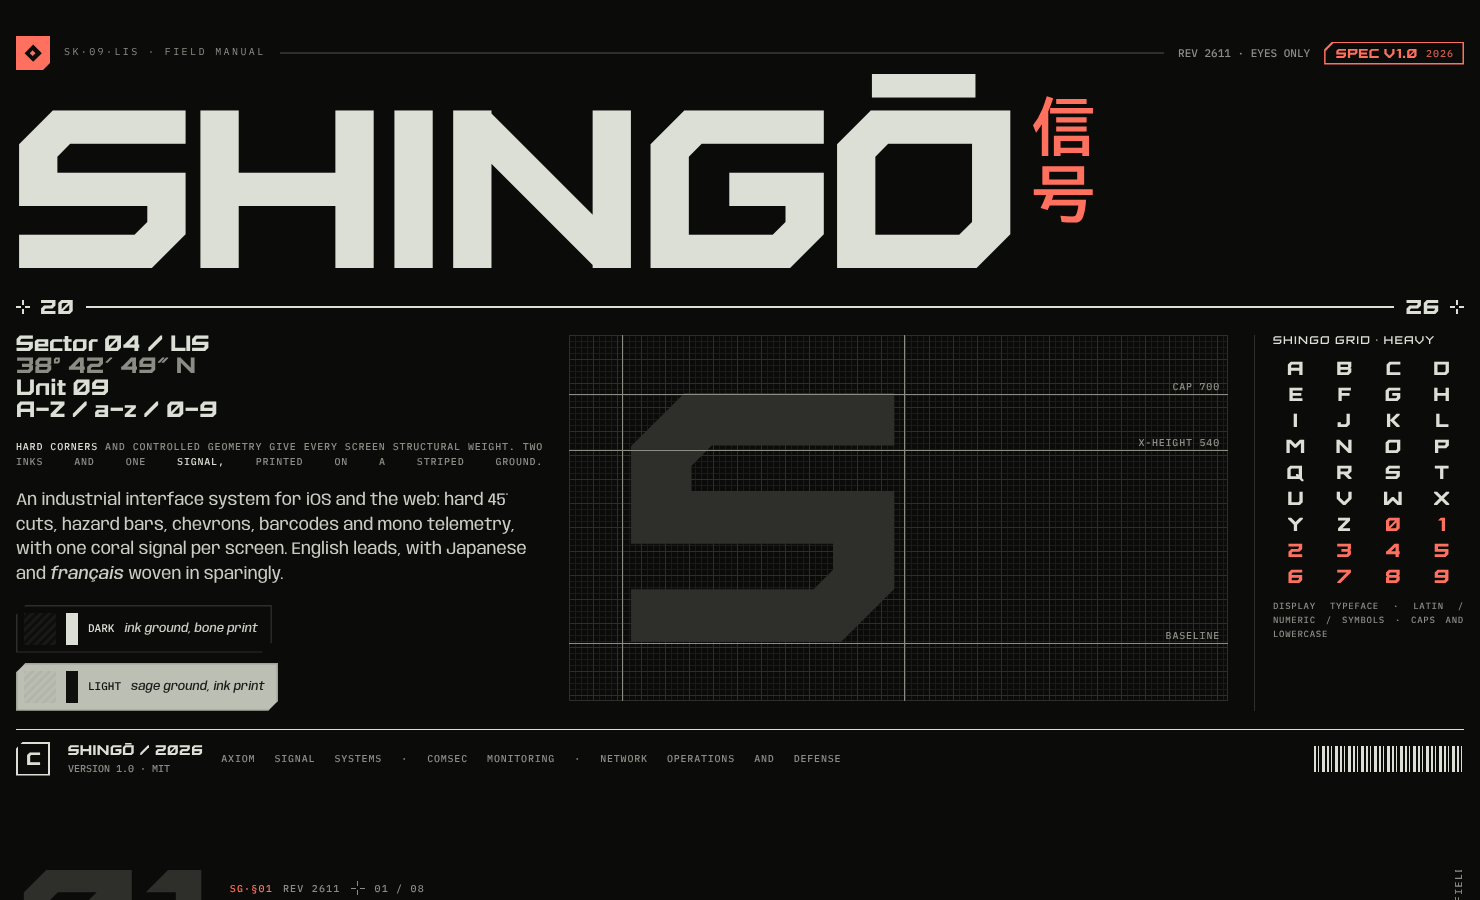 SK·09·LIS · FIELD MANUAL
REV 2611 · EYES ONLY
SPEC V1.0 2026
SHINGŌ
信号
20
26
Sector 04 / LIS
38° 42′ 49″ N
Unit 09
A–Z / a–z / 0–9
HARD CORNERS AND CONTROLLED GEOMETRY GIVE EVERY SCREEN STRUCTURAL WEIGHT. TWO
INKS AND ONE SIGNAL, PRINTED ON A STRIPED GROUND.
An industrial interface system for iOS and the web: hard 45°
cuts, hazard bars, chevrons, barcodes and mono telemetry,
with one coral signal per screen. English leads, with Japanese
and français woven in sparingly.
DARK ink ground, bone print
LIGHT sage ground, ink print
CAP 700
X-HEIGHT 540
BASELINE
S
SHINGO GRID · HEAVY
A B C D
E F G H
I J K L
M N O P
Q R S T
U V W X
Y Z 0 1
2 3 4 5
6 7 8 9
DISPLAY TYPEFACE · LATIN /
NUMERIC / SYMBOLS · CAPS AND
LOWERCASE
C
SHINGŌ / 2026
VERSION 1.0 · MIT
AXIOM SIGNAL SYSTEMS · COMSEC MONITORING · NETWORK OPERATIONS AND DEFENSE
01
SG·§01 REV 2611 01 / 08